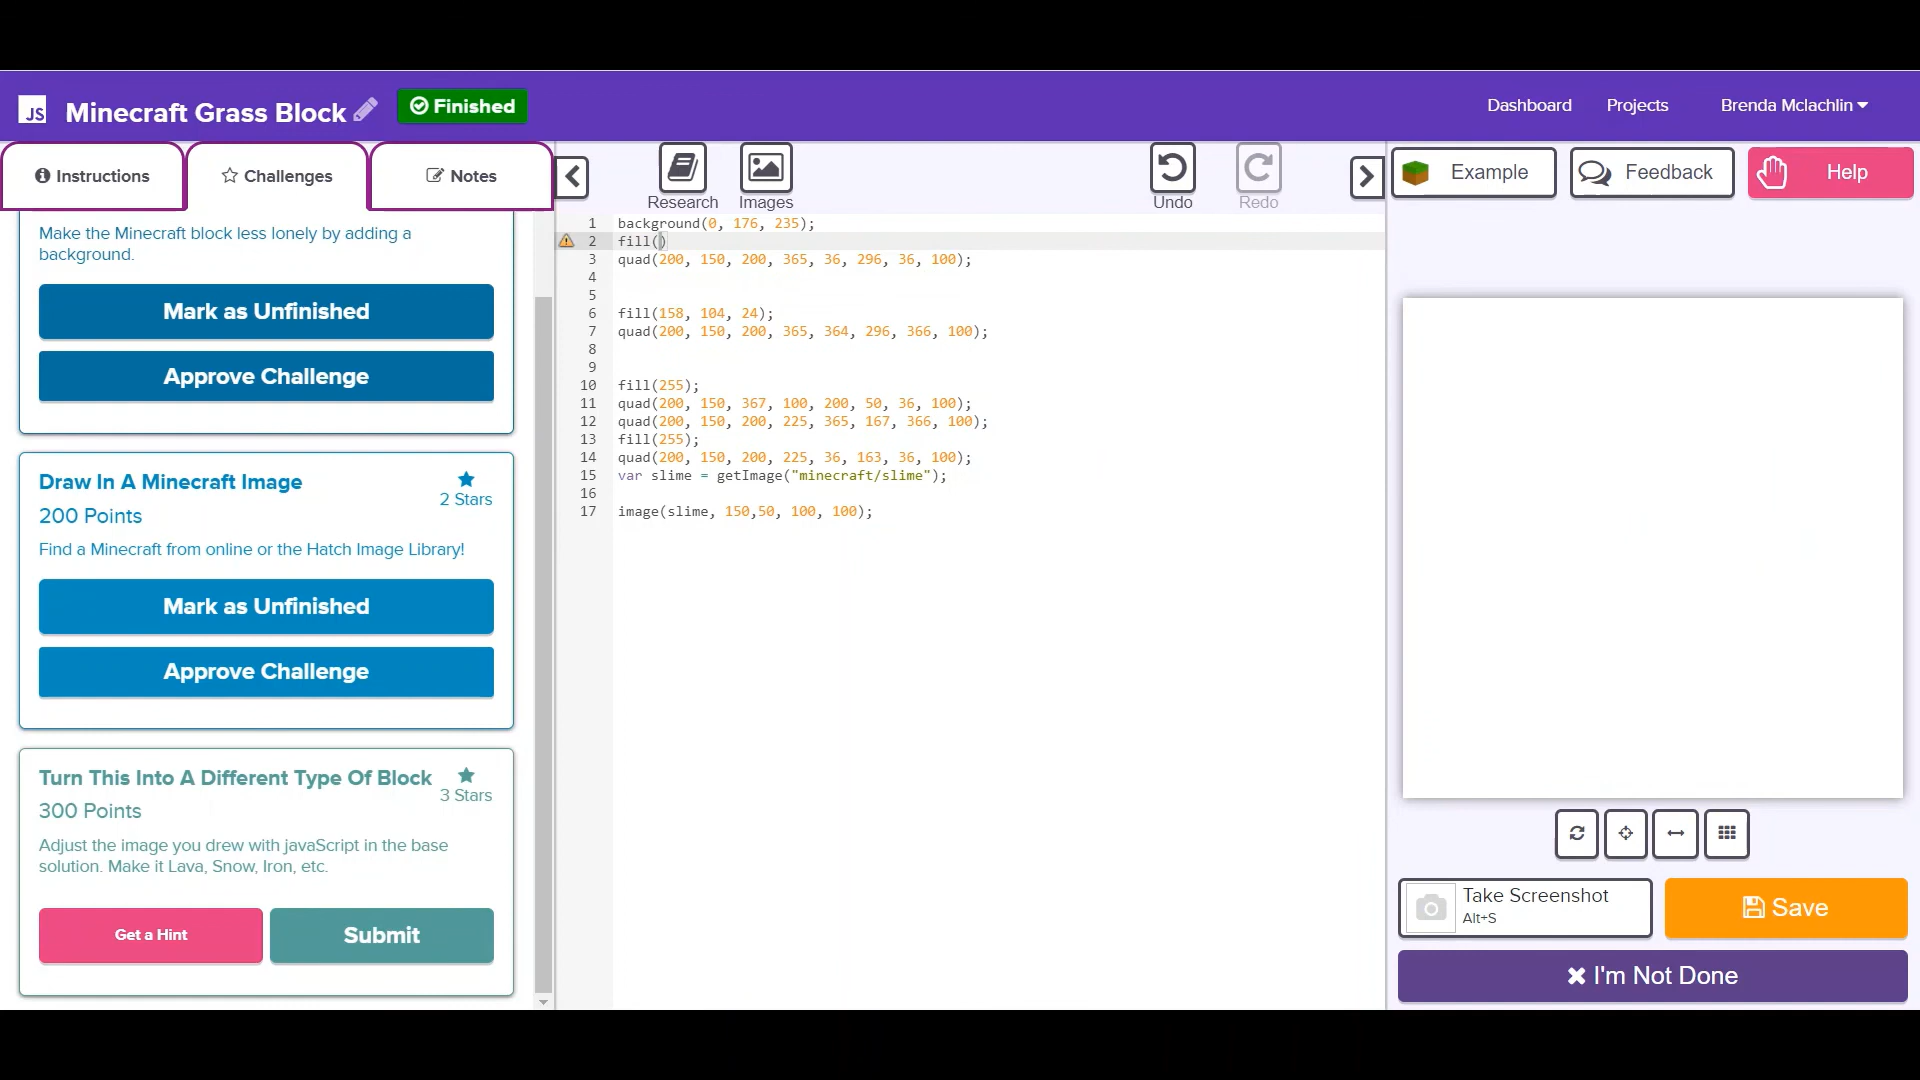 JS Minecraft Grass Block Finished Dashboard Projects Brenda Mclachlin
Instructions Challenges Notes
Research Images Undo Redo
Example Feedback Help
Make the Minecraft block less lonely by adding a
background.
Mark as Unfinished
Approve Challenge
Draw In A Minecraft Image
2 Stars
200 Points
Find a Minecraft from online or the Hatch Image Library!
Mark as Unfinished
Approve Challenge
Turn This Into A Different Type Of Block
3 Stars
300 Points
Adjust the image you drew with javaScript in the base
solution. Make it Lava, Snow, Iron, etc.
Get a Hint Submit
1 background(0, 176, 235);
2 fill()
3 quad(200, 150, 200, 365, 36, 296, 36, 100);
4
5
6 fill(158, 104, 24);
7 quad(200, 150, 200, 365, 364, 296, 366, 100);
8
9
10 fill(255);
11 quad(200, 150, 367, 100, 200, 50, 36, 100);
12 quad(200, 150, 200, 225, 365, 167, 366, 100);
13 fill(255);
14 quad(200, 150, 200, 225, 36, 163, 36, 100);
15 var slime = getImage("minecraft/slime");
16
17 image(slime, 150,50, 100, 100);
Take Screenshot
Alt+S
Save
I'm Not Done